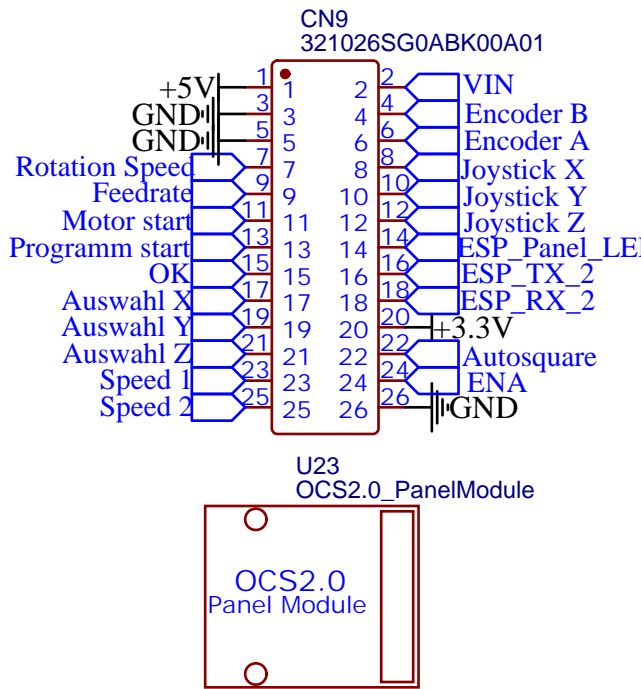 CN9
321026SG0ABK00A01
+5V 1 1 2 2 VIN
GND 3 3 4 4 Encoder B
GND 5 5 6 6 Encoder A
Rotation Speed 7 7 8 8 Joystick X
Feedrate 9 9 10 10 Joystick Y
Motor start 11 11 12 12 Joystick Z
Programm start 13 13 14 14 ESP_Panel_LE
OK 15 15 16 16 ESP_TX_2
Auswahl X 17 17 18 18 ESP_RX_2
Auswahl Y 19 19 20 20 +3.3V
Auswahl Z 21 21 22 22 Autosquare
Speed 1 23 23 24 24 ENA
Speed 2 25 25 26 26 GND
U23
OCS2.0_PanelModule
OCS2.0
Panel Module